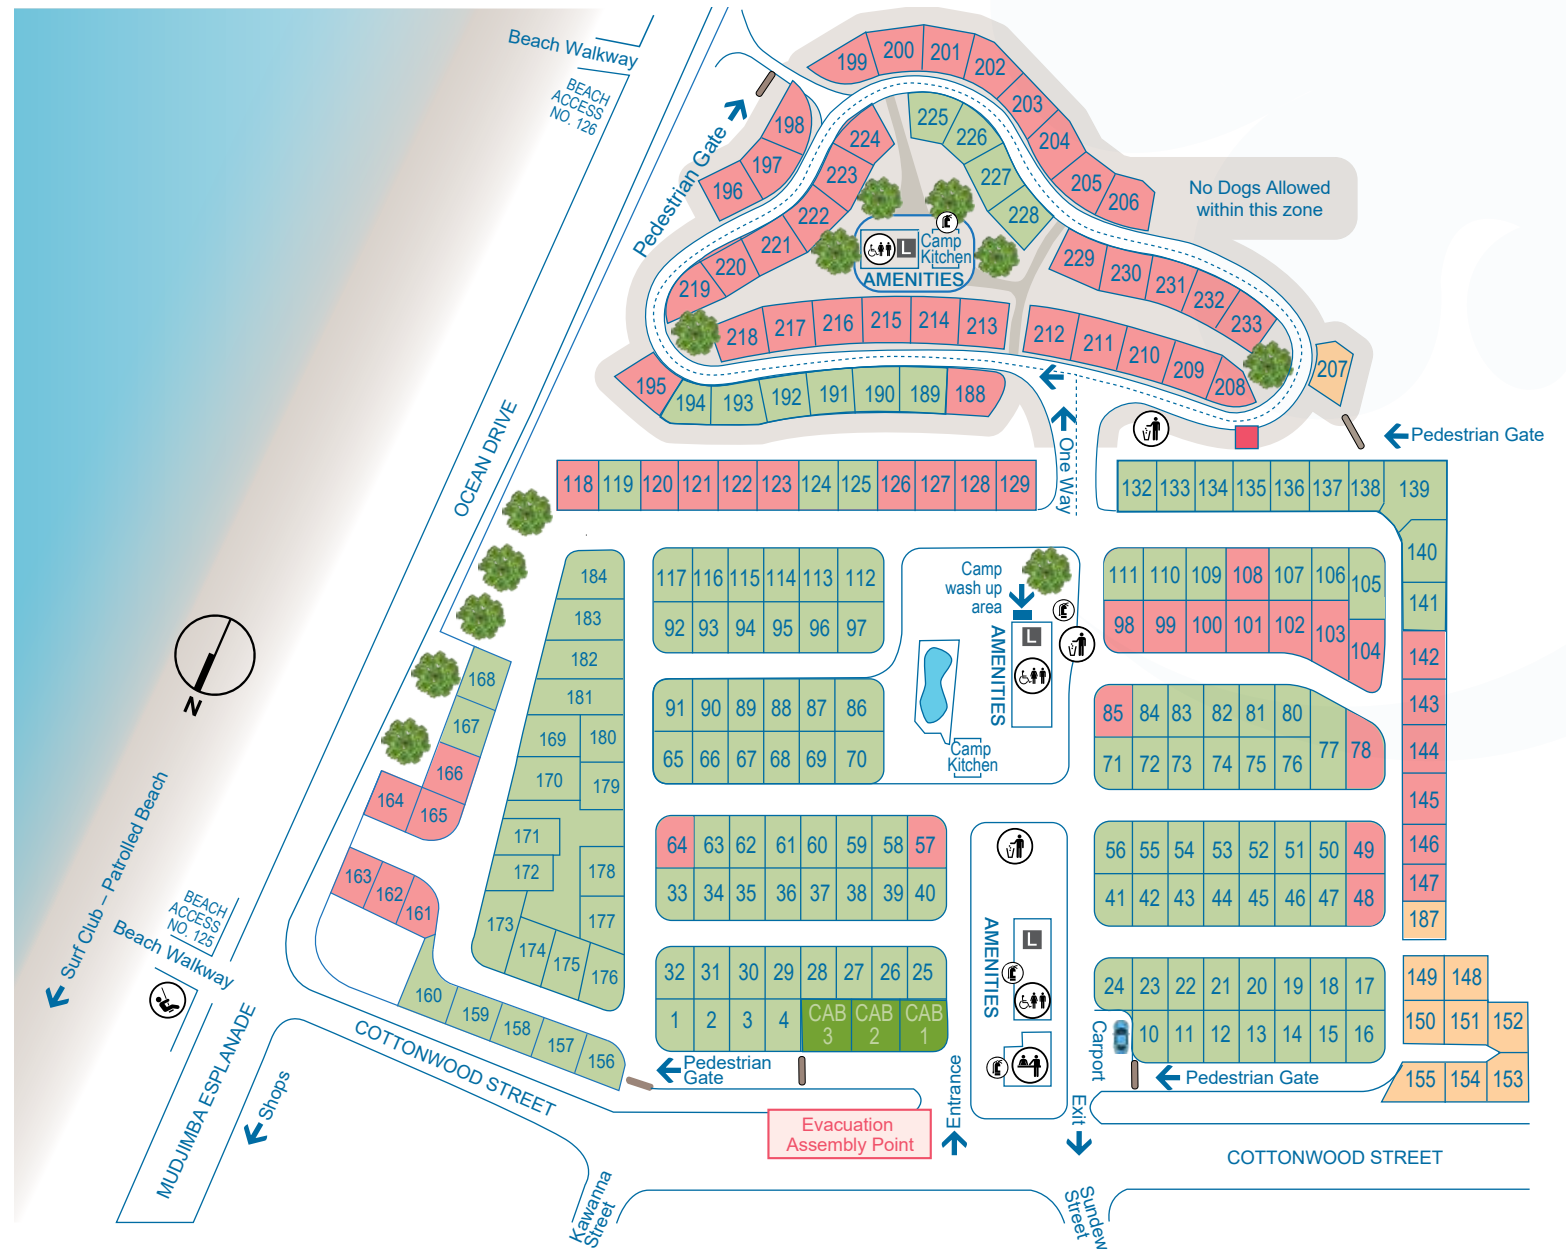 Beach Walkway
BEACH
ACCESS
NO. 126
Pedestrian Gate
199 200 201 202 203 204 205 206
198 197 196
224 223 222 221 220 219
225 226 227 228
No Dogs Allowed
within this zone
L
Camp
Kitchen
AMENITIES
229 230 231 232 233
218 217 216 215 214 213
212 211 210 209 208
207
195 194 193 192 191 190 189 188
Pedestrian Gate
One Way
OCEAN DRIVE
118 119 120 121 122 123 124 125 126 127 128 129
132 133 134 135 136 137 138 139
140
141
142
143
144
145
146
147
187
184
183
182
181
169 180
170 179
171
172
178
173
177
174 175 176
168
167
166
164 165
163 162 161
160 159 158 157 156
117 116 115 114 113 112
92 93 94 95 96 97
91 90 89 88 87 86
65 66 67 68 69 70
Camp
wash up
area
L
AMENITIES
Camp
Kitchen
111 110 109 108 107 106 105
98 99 100 101 102 103 104
85 84 83 82 81 80
71 72 73 74 75 76 77 78
64 63 62 61 60 59 58 57
33 34 35 36 37 38 39 40
56 55 54 53 52 51 50 49
41 42 43 44 45 46 47 48
32 31 30 29 28 27 26 25
1 2 3 4
CAB
3
CAB
2
CAB
1
L
AMENITIES
24 23 22 21 20 19 18 17
10 11 12 13 14 15 16
Carport
149 148
150 151 152
155 154 153
N
Surf Club – Patrolled Beach
BEACH
ACCESS
NO. 125
Beach Walkway
MUDJIMBA ESPLANADE
Shops
COTTONWOOD STREET
Pedestrian
Gate
Pedestrian Gate
Evacuation
Assembly Point
Entrance
Exit
COTTONWOOD STREET
Kawanna
Street
Sundew
Street